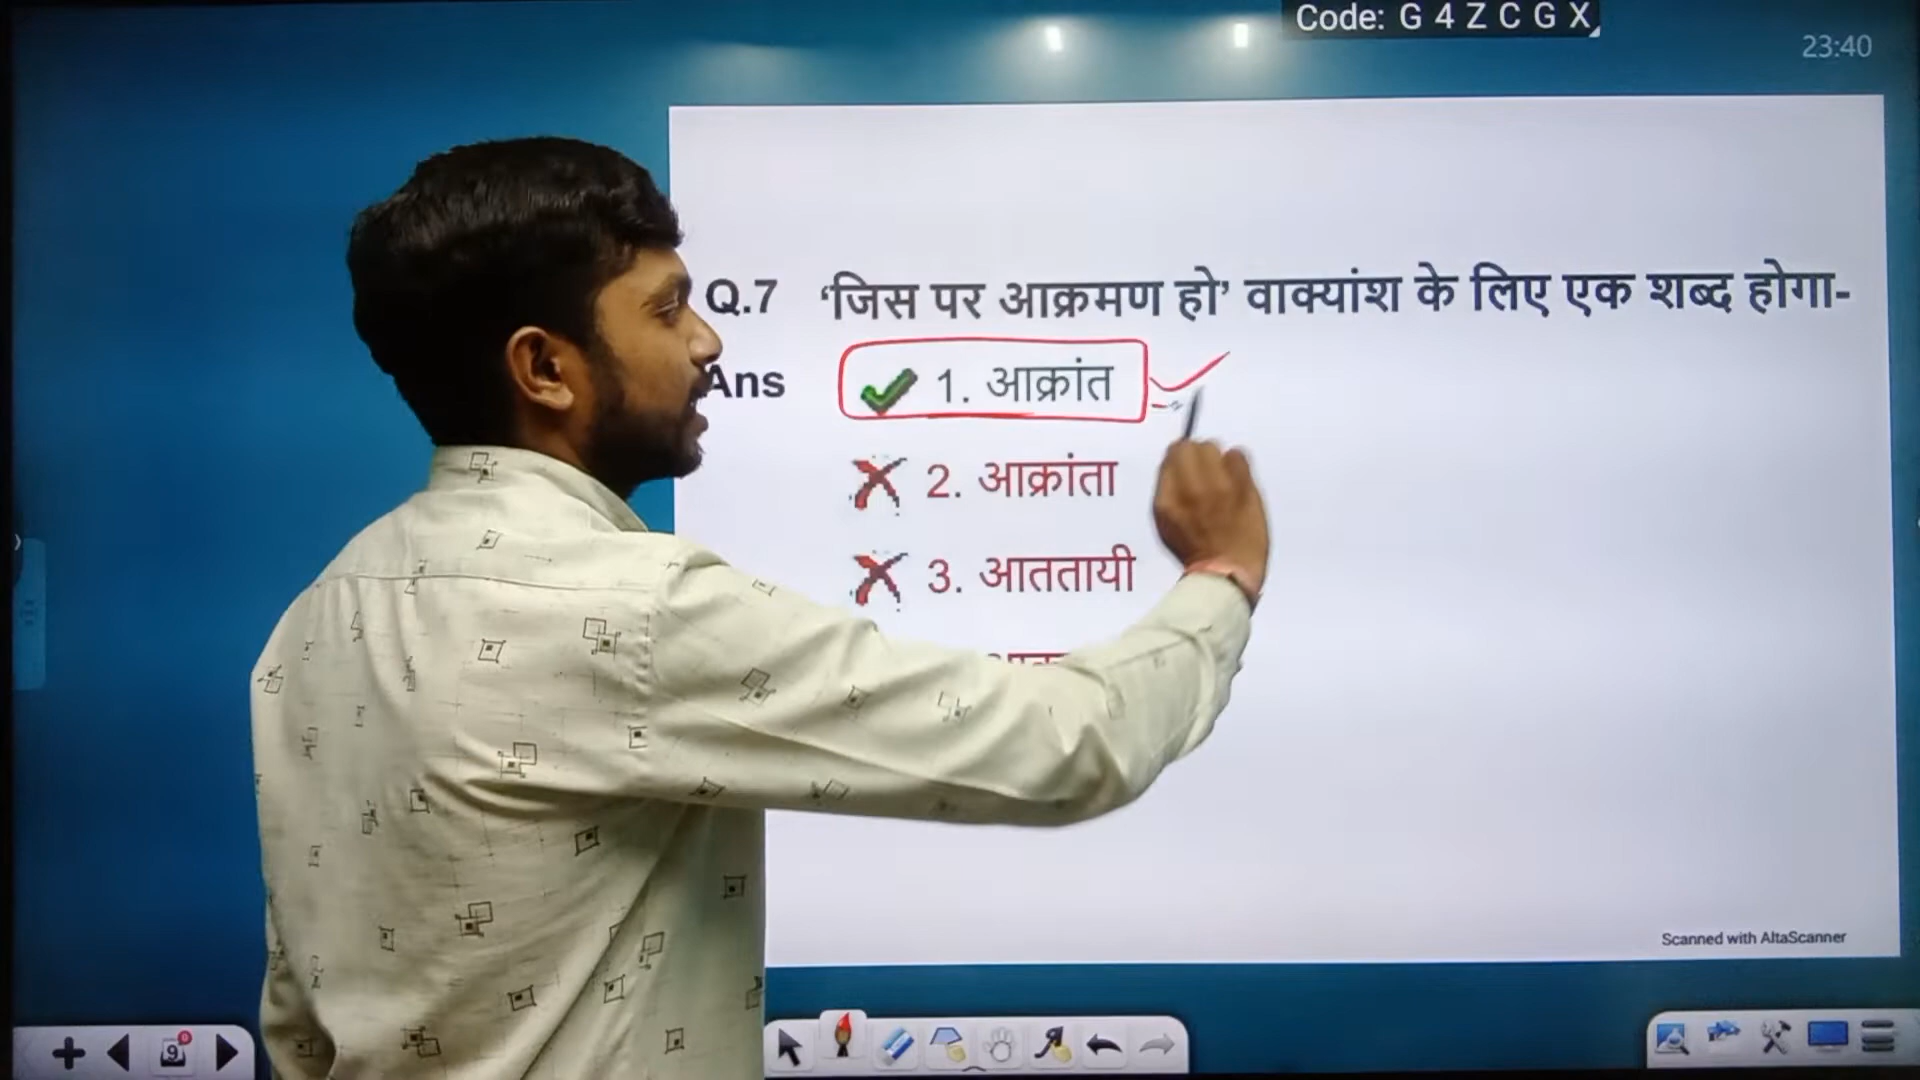 Code: G 4 Z C G X
23:40
Q.7 ‘जिस पर आक्रमण हो’ वाक्यांश के लिए एक शब्द होगा-
Ans 1. आक्रांत
2. आक्रांता
3. आततायी
Scanned with AltaScanner
9